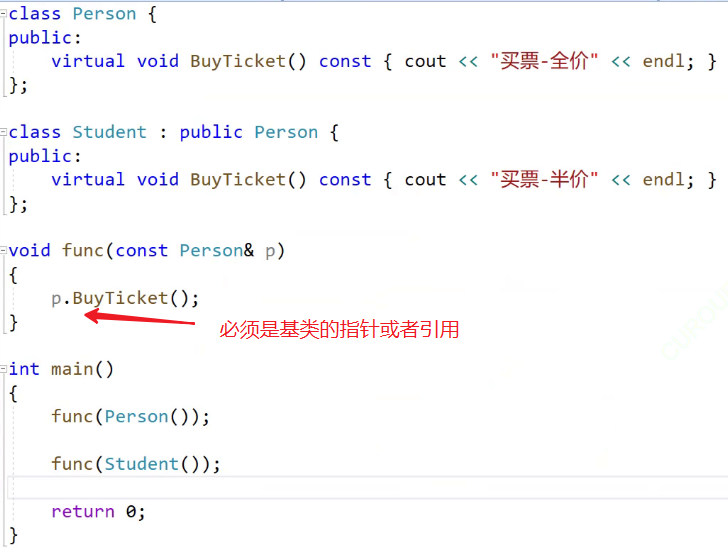 class Person {
public:
    virtual void BuyTicket() const { cout << "买票-全价" << endl; }
};
class Student : public Person {
public:
    virtual void BuyTicket() const { cout << "买票-半价" << endl; }
};
void func(const Person& p)
{
    p.BuyTicket();
必须是基类的指针或者引用
}
int main()
{
    func(Person());
    func(Student());
    return 0;
}